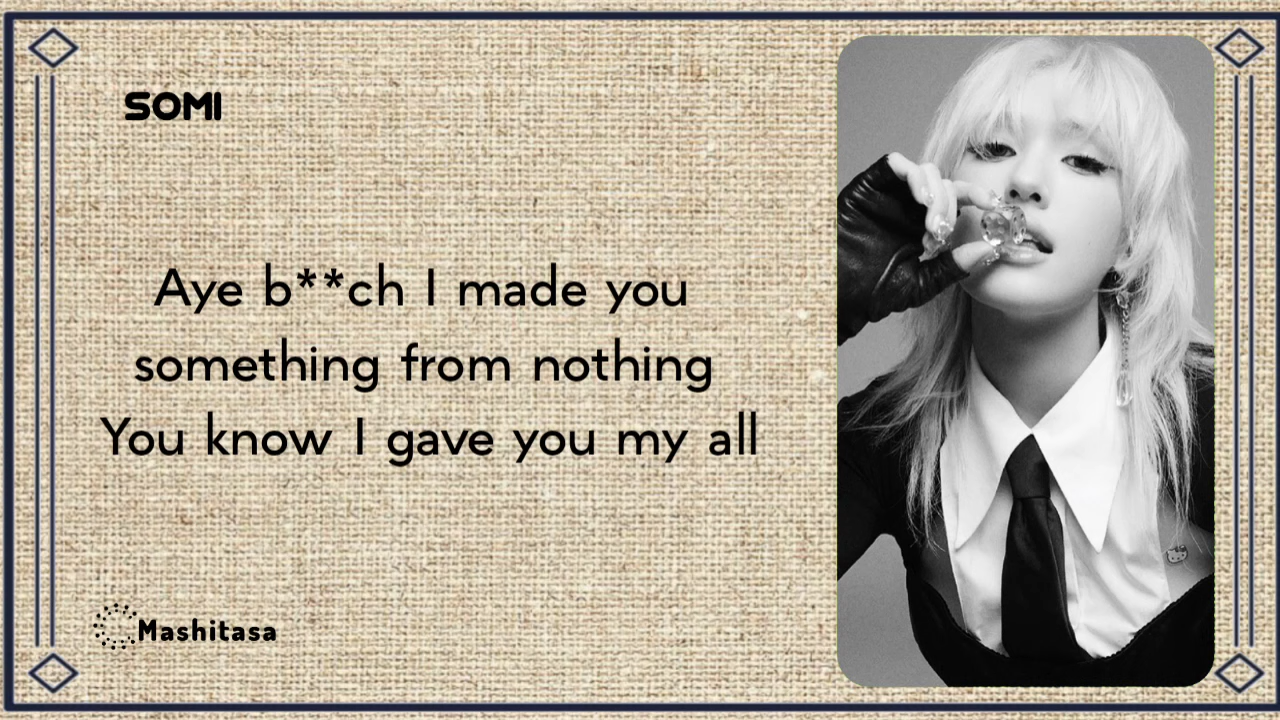 SOMI
Aye b**ch I made you
something from nothing
You know I gave you my all
Mashitasa